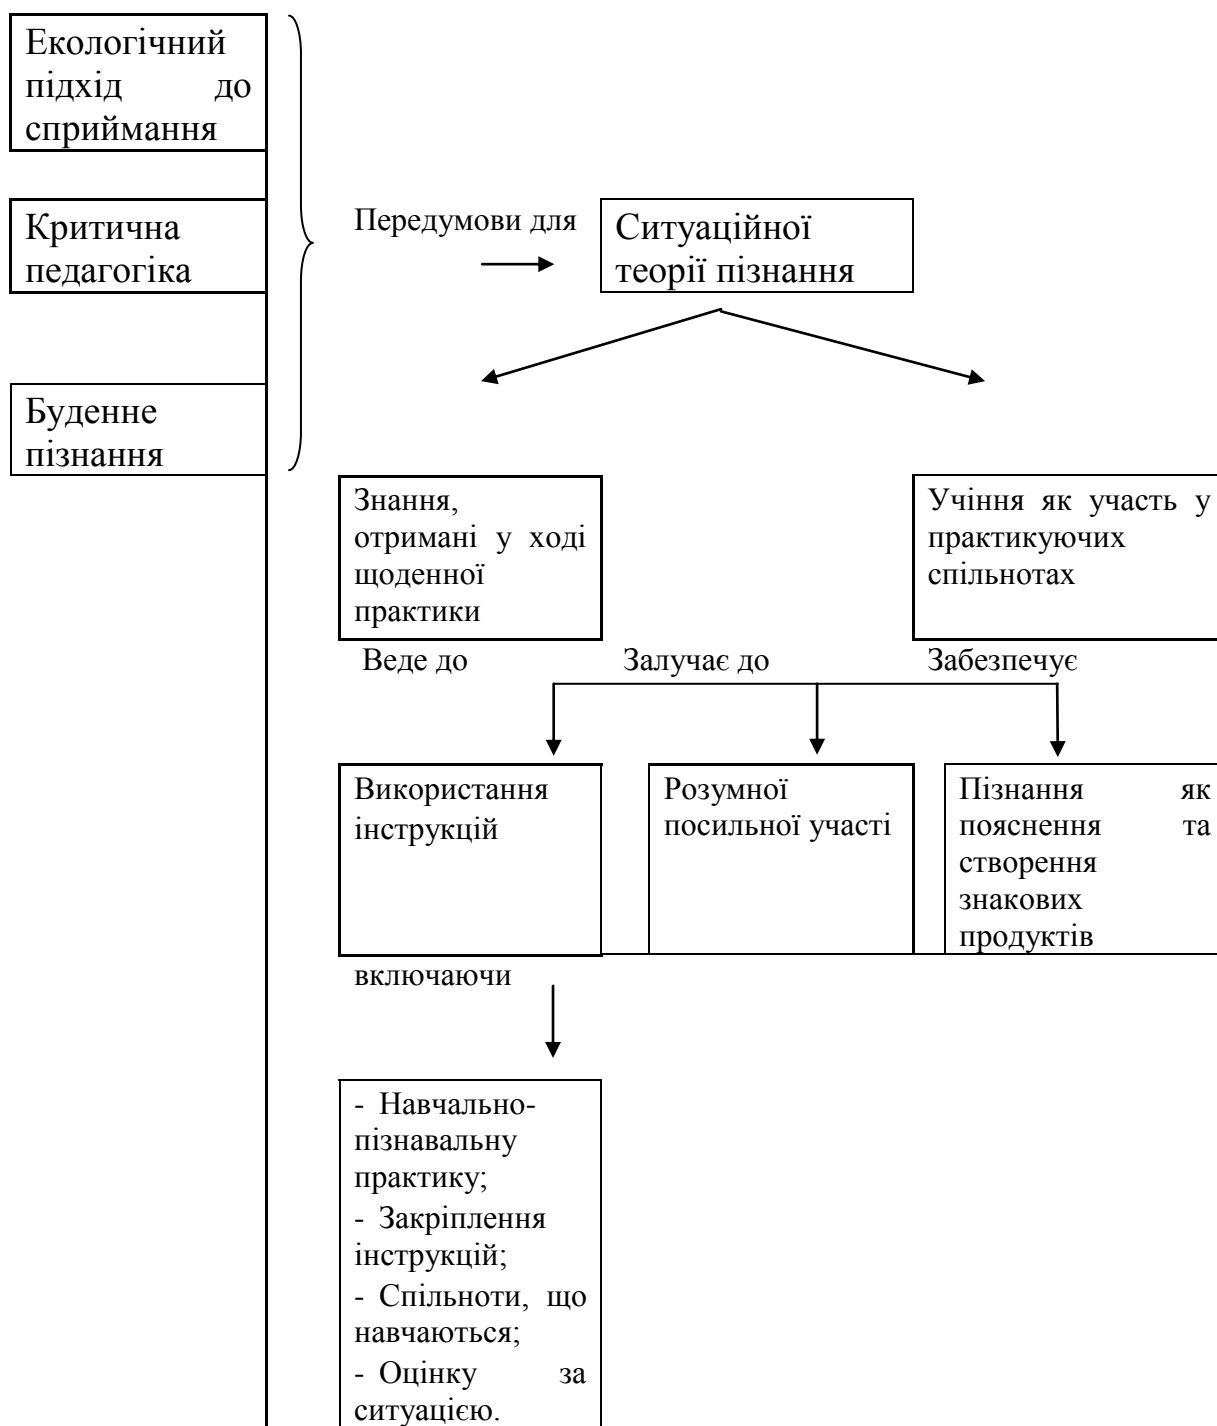 Екологічний
підхід до
сприймання
Критична
педагогіка
Буденне
пізнання
Передумови для
Ситуаційної
теорії пізнання
Знання,
отримані у ході
щоденної
практики
Учіння як участь у
практикуючих
спільнотах
Веде до
Залучає до
Забезпечує
Використання
інструкцій
Розумної
посильної участі
Пізнання як
пояснення та
створення
знакових
продуктів
включаючи
- Навчально-
пізнавальну
практику;
- Закріплення
інструкцій;
- Спільноти, що
навчаються;
- Оцінку за
ситуацією.